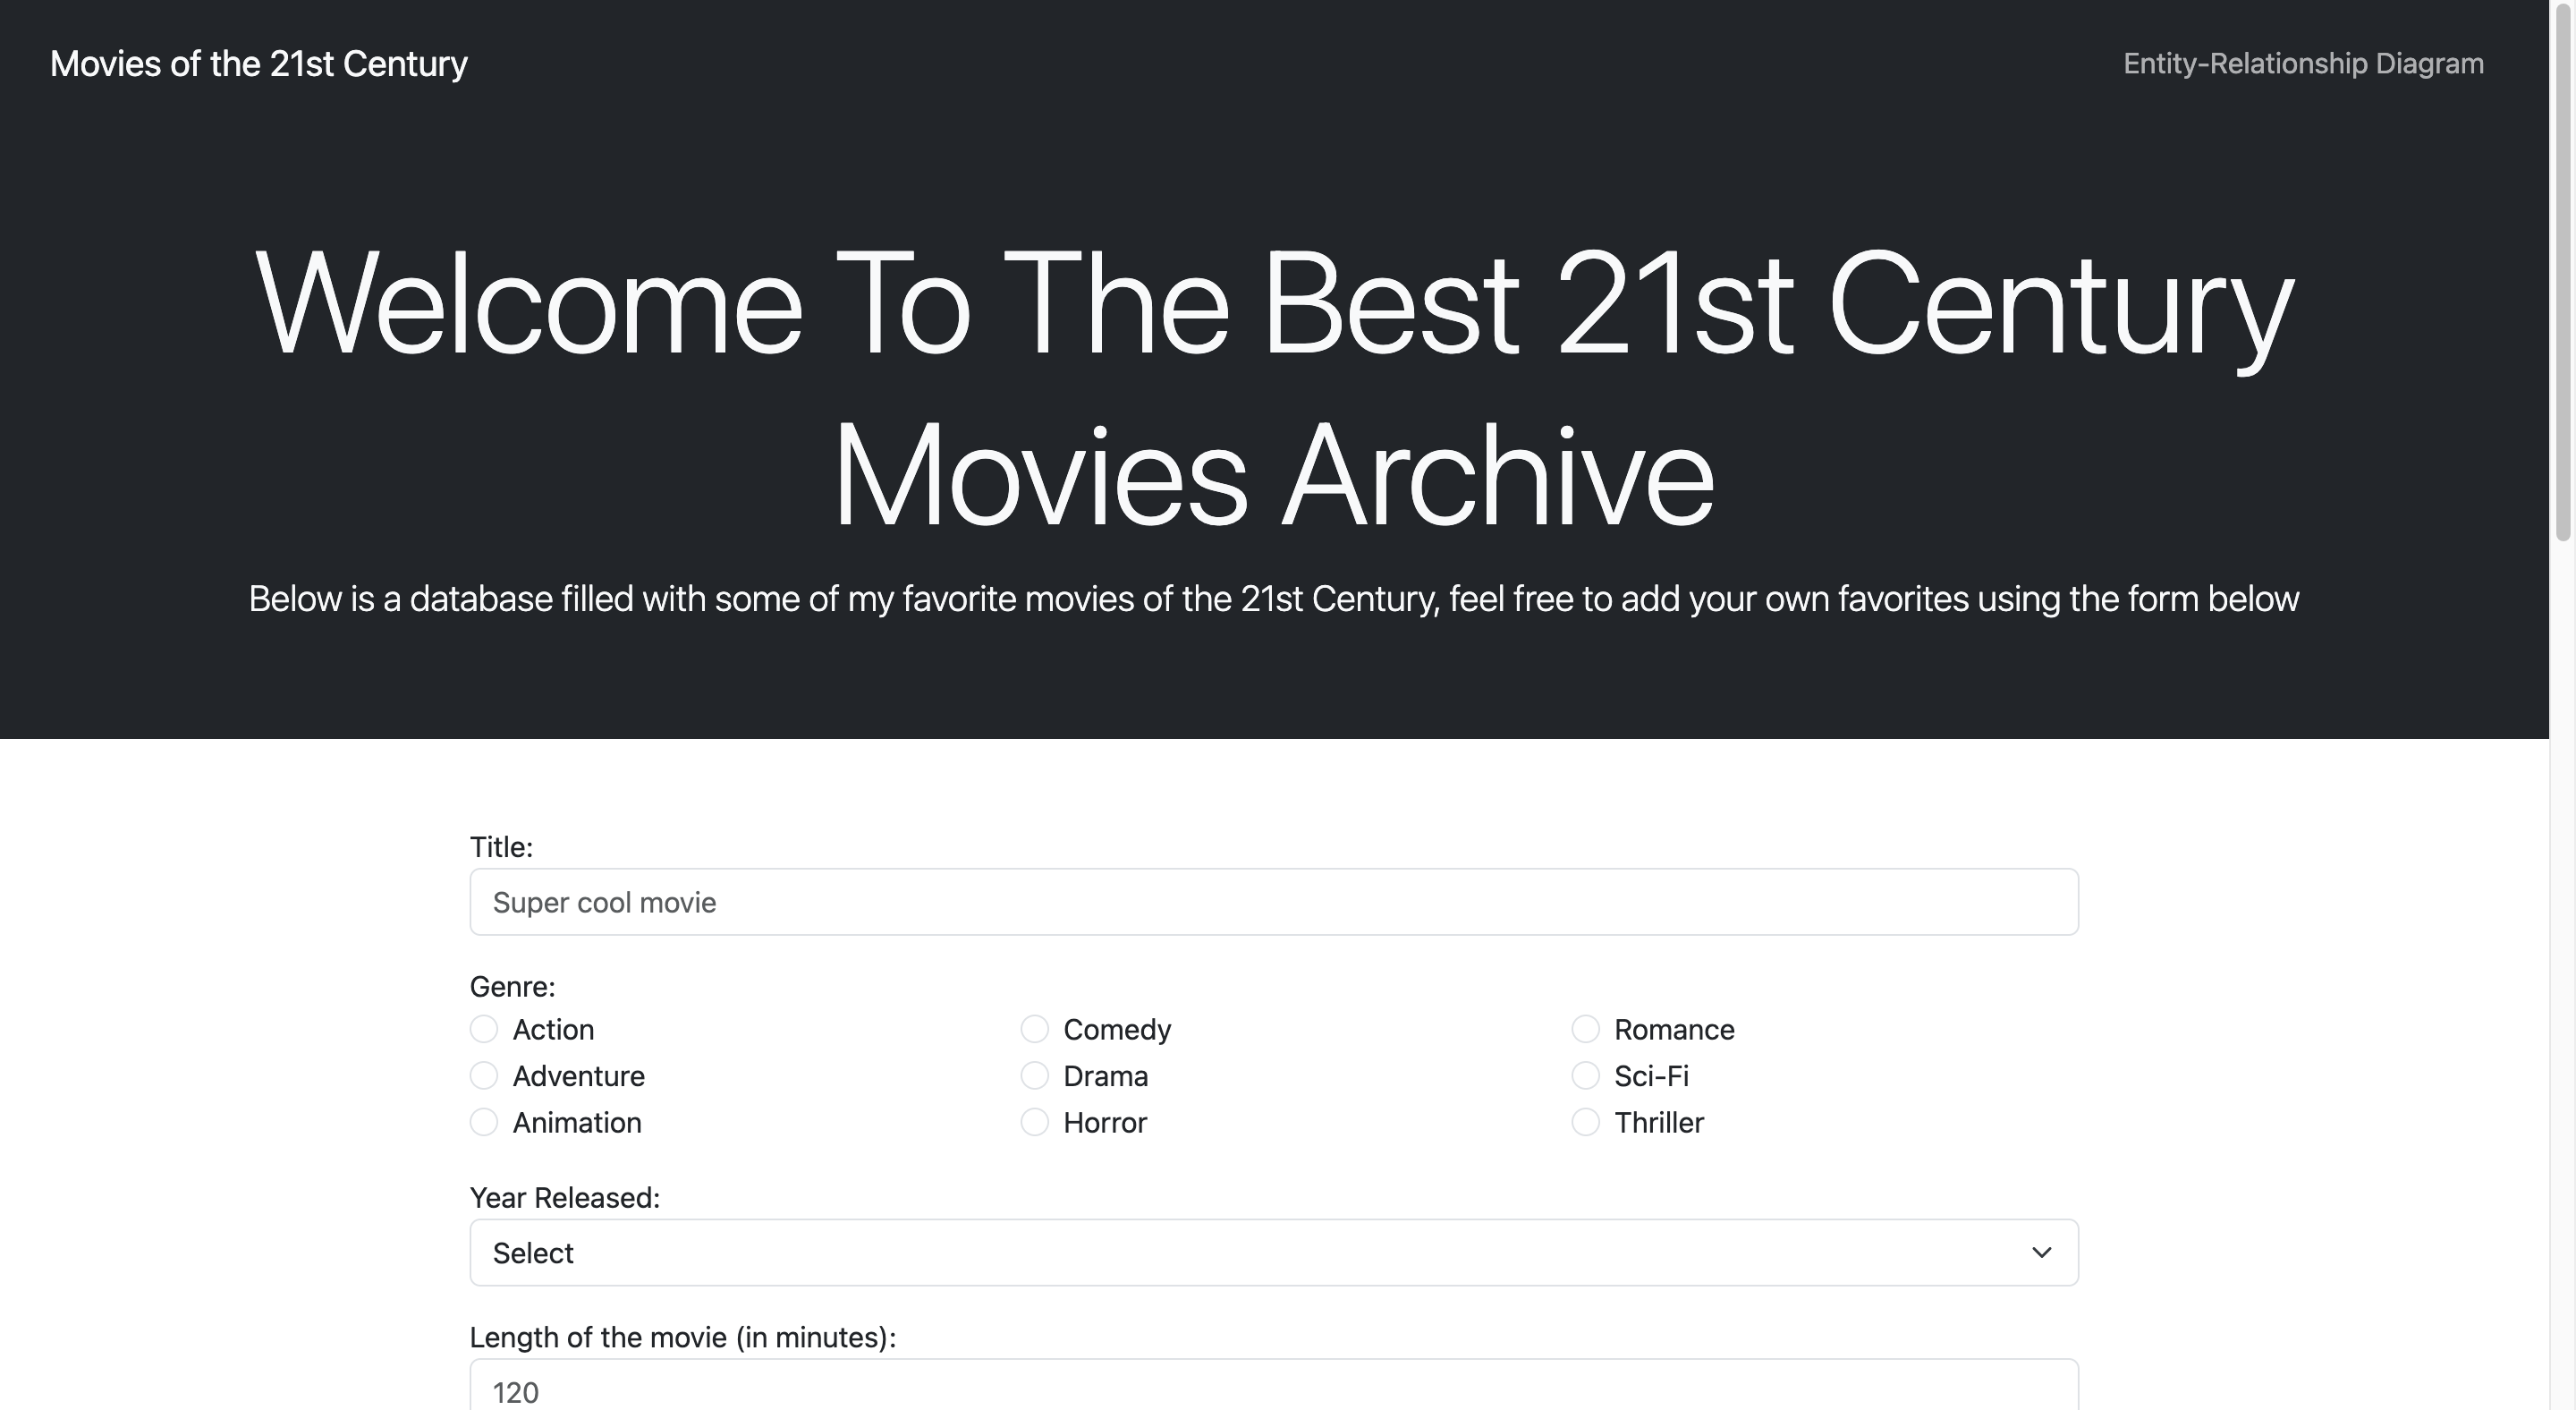 Movies of the 21st Century
Entity-Relationship Diagram
Welcome To The Best 21st Century
Movies Archive
Below is a database filled with some of my favorite movies of the 21st Century, feel free to add your own favorites using the form below
Title:
Super cool movie
Genre:
Action
Comedy
Romance
Adventure
Drama
Sci-Fi
Animation
Horror
Thriller
Year Released:
Select
Length of the movie (in minutes):
120